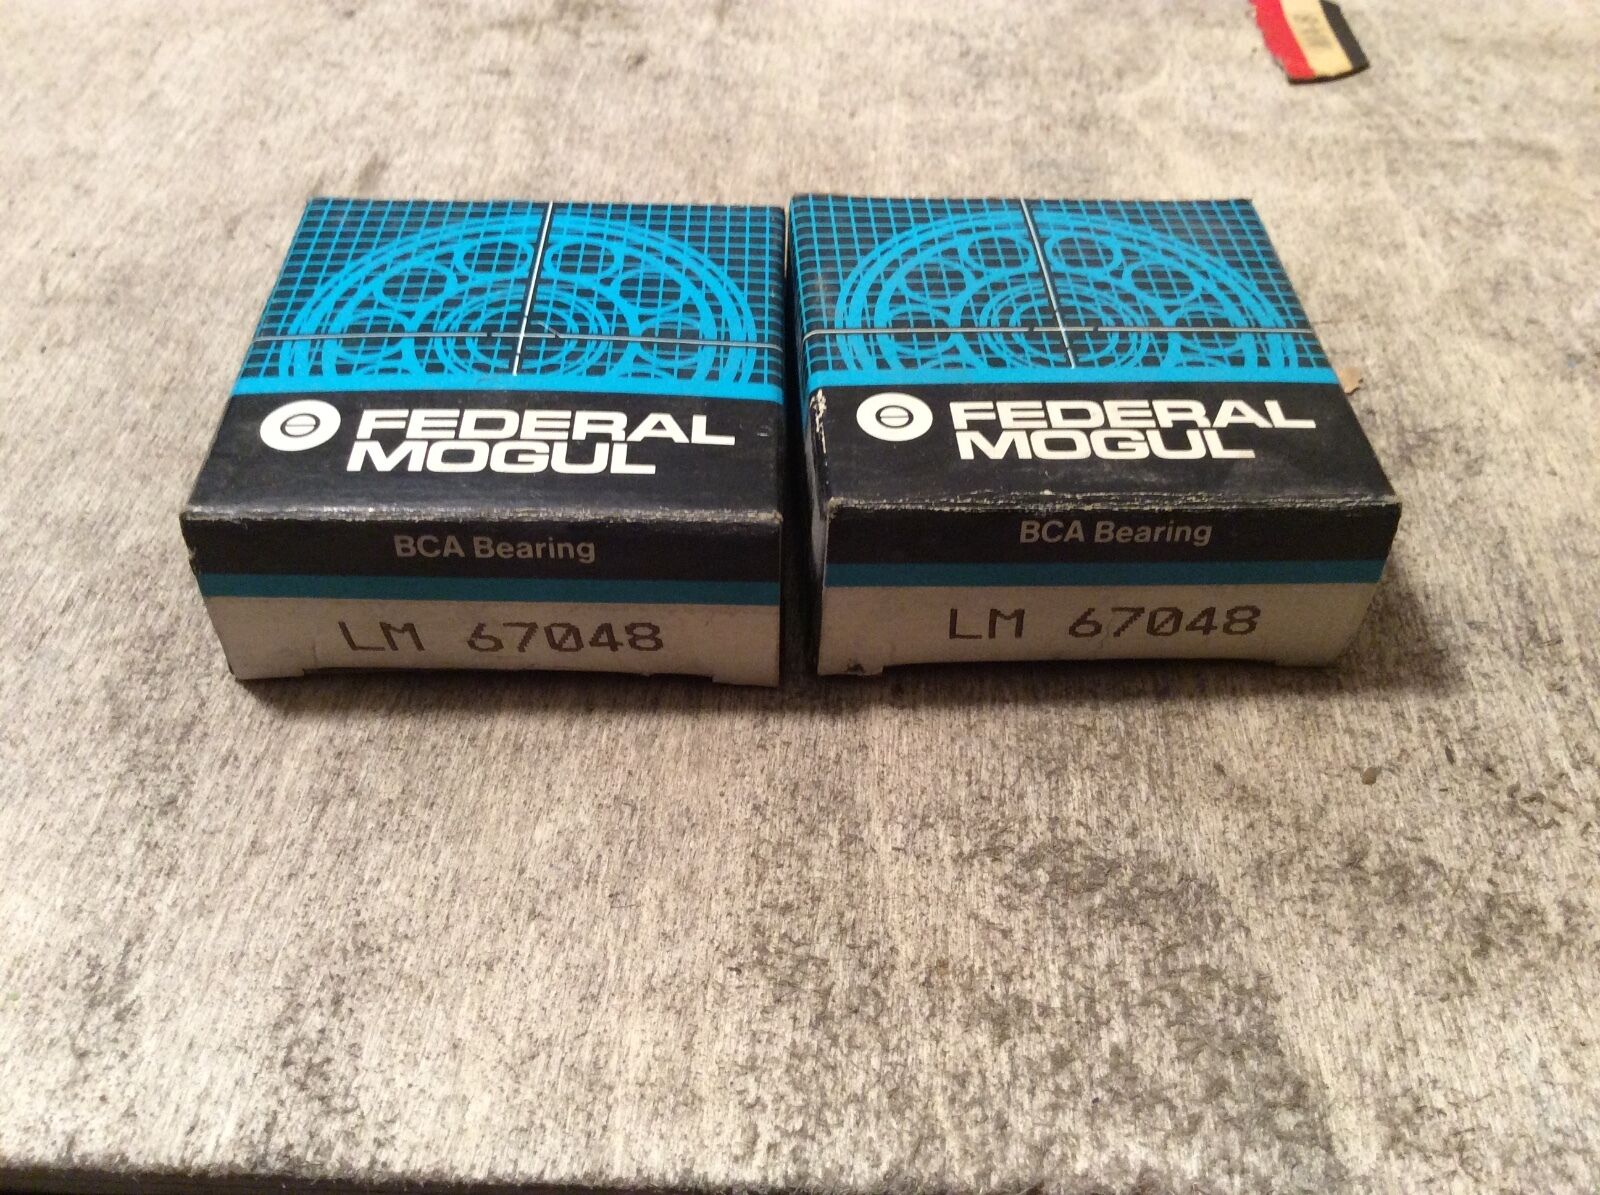 FEDERAL
MOGUL
BCA Bearing
LM 67048
FEDERAL
MOGUL
BCA Bearing
LM 67048